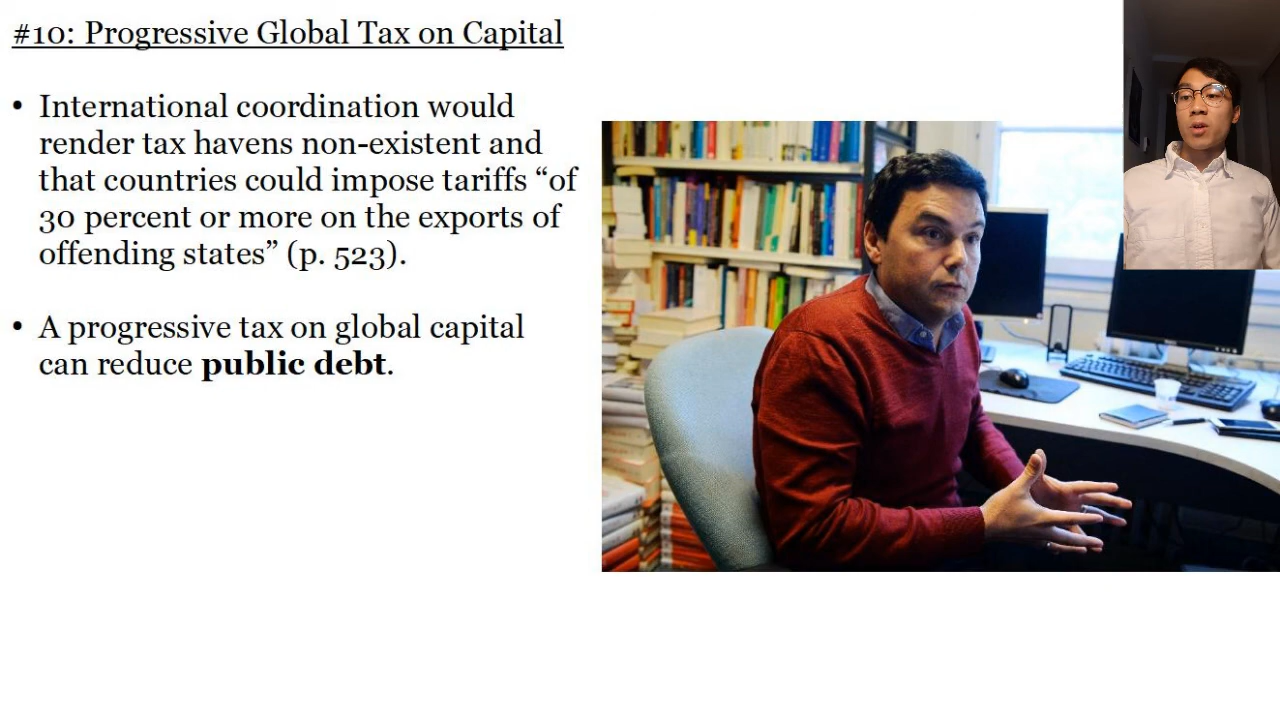 #10: Progressive Global Tax on Capital
• International coordination would
render tax havens non-existent and
that countries could impose tariffs “of
30 percent or more on the exports of
offending states” (p. 523).
• A progressive tax on global capital
can reduce public debt.